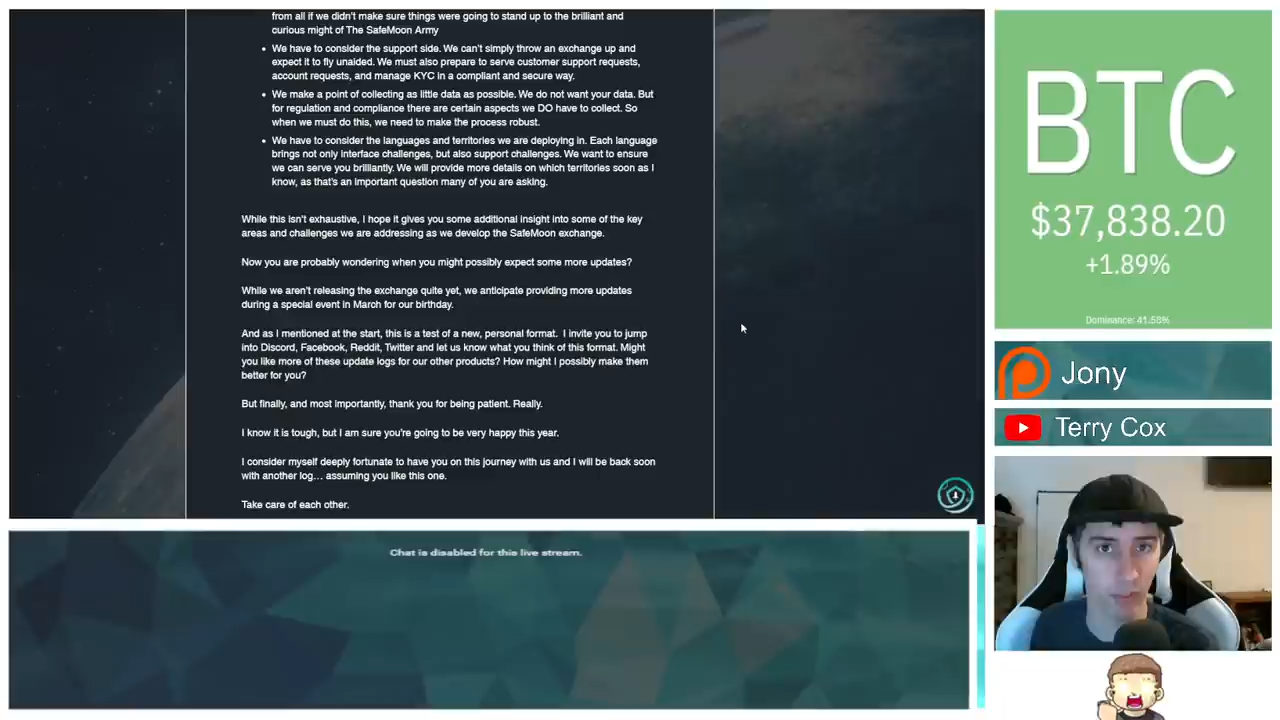 from all if we didn't make sure things were going to stand up to the brilliant and
curious might of The SafeMoon Army
• We have to consider the support side. We can't simply throw an exchange up and
expect it to fly unaided. We must also prepare to serve customer support requests,
account requests, and manage KYC in a compliant and secure way.
• We make a point of collecting as little data as possible. We do not want your data. But
for regulation and compliance there are certain aspects we DO have to collect. So
when we must do this, we need to make the process robust.
• We have to consider the languages and territories we are deploying in. Each language
brings not only interface challenges, but also support challenges. We want to ensure
we can serve you brilliantly. We will provide more details on which territories soon as I
know, as that's an important question many of you are asking.
While this isn't exhaustive, I hope it gives you some additional insight into some of the key
areas and challenges we are addressing as we develop the SafeMoon exchange.
Now you are probably wondering when you might possibly expect some more updates?
While we aren't releasing the exchange quite yet, we anticipate providing more updates
during a special event in March for our birthday.
And as I mentioned at the start, this is a test of a new, personal format. I invite you to jump
into Discord, Facebook, Reddit, Twitter and let us know what you think of this format. Might
you like more of these update logs for our other products? How might I possibly make them
better for you?
But finally, and most importantly, thank you for being patient. Really.
I know it is tough, but I am sure you're going to be very happy this year.
I consider myself deeply fortunate to have you on this journey with us and I will be back soon
with another log… assuming you like this one.
Take care of each other.
Chat is disabled for this live stream.
BTC
$37,838.20
+1.89%
Dominance: 41.58%
Jony
Terry Cox